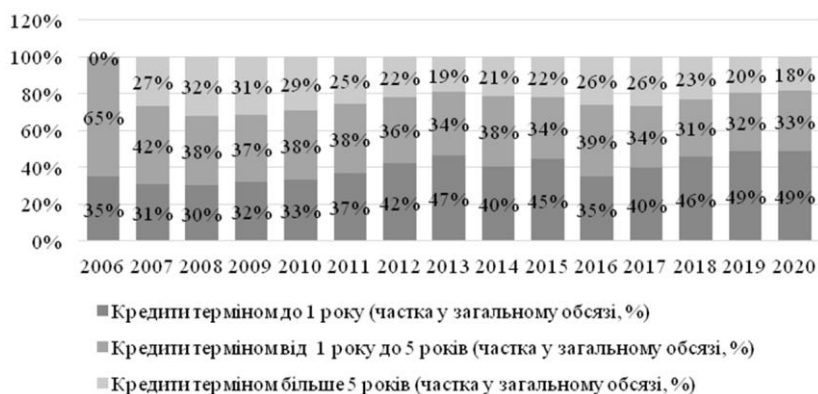 120%
100% 0% 27% 32% 31% 29% 25% 22% 19% 21% 22% 26% 26% 23% 20% 18%
80%
60% 65% 42% 38% 37% 38% 38% 36% 34% 38% 34% 39% 34% 31% 32% 33%
40%
20% 35% 31% 30% 32% 33% 37% 42% 47% 40% 45% 35% 40% 46% 49% 49%
0%
2006 2007 2008 2009 2010 2011 2012 2013 2014 2015 2016 2017 2018 2019 2020
Кредити терміном до 1 року (частка у загальному обсязі, %)
Кредити терміном від 1 року до 5 років (частка у загальному обсязі, %)
Кредити терміном більше 5 років (частка у загальному обсязі, %)